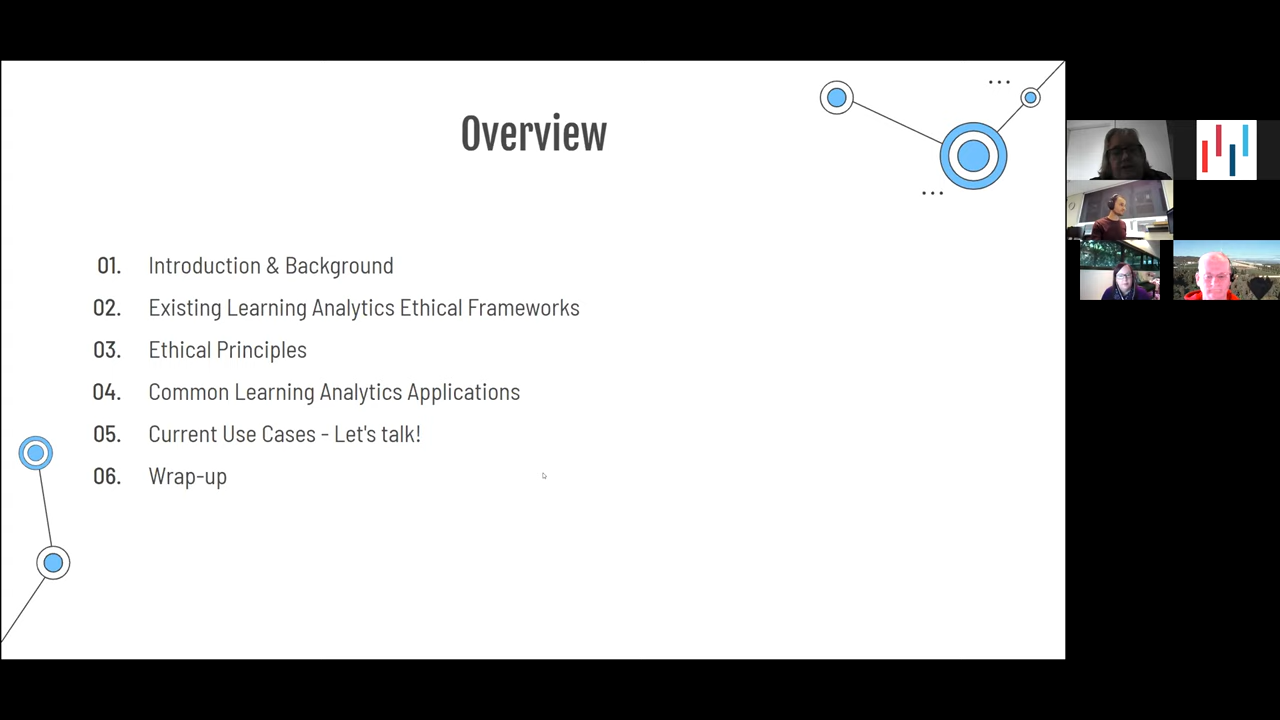 Overview
01. Introduction & Background
02. Existing Learning Analytics Ethical Frameworks
03. Ethical Principles
04. Common Learning Analytics Applications
05. Current Use Cases - Let's talk!
06. Wrap-up